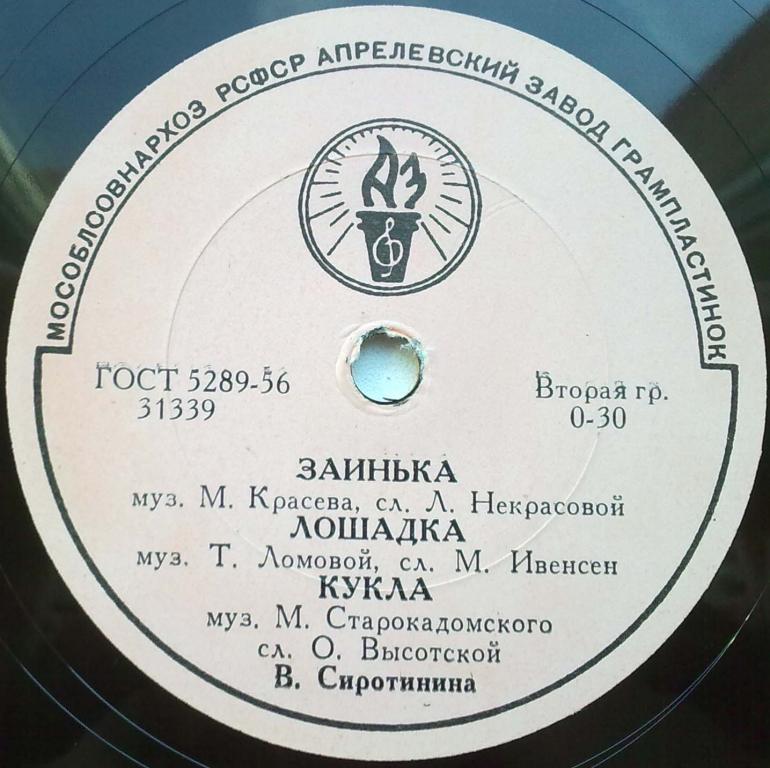 МОСОБЛСОВНАРХОЗ РСФСР АПРЕЛЕВСКИЙ ЗАВОД ГРАМПЛАСТИНОК
АЗ
ГОСТ 5289-56
31339
Вторая гр.
0-30
ЗАИНЬКА
муз. М. Красева, сл. Л. Некрасовой
ЛОШАДКА
муз. Т. Ломовой, сл. М. Ивенсен
КУКЛА
муз. М. Старокадомского
сл. О. Высотской
В. Сиротинина